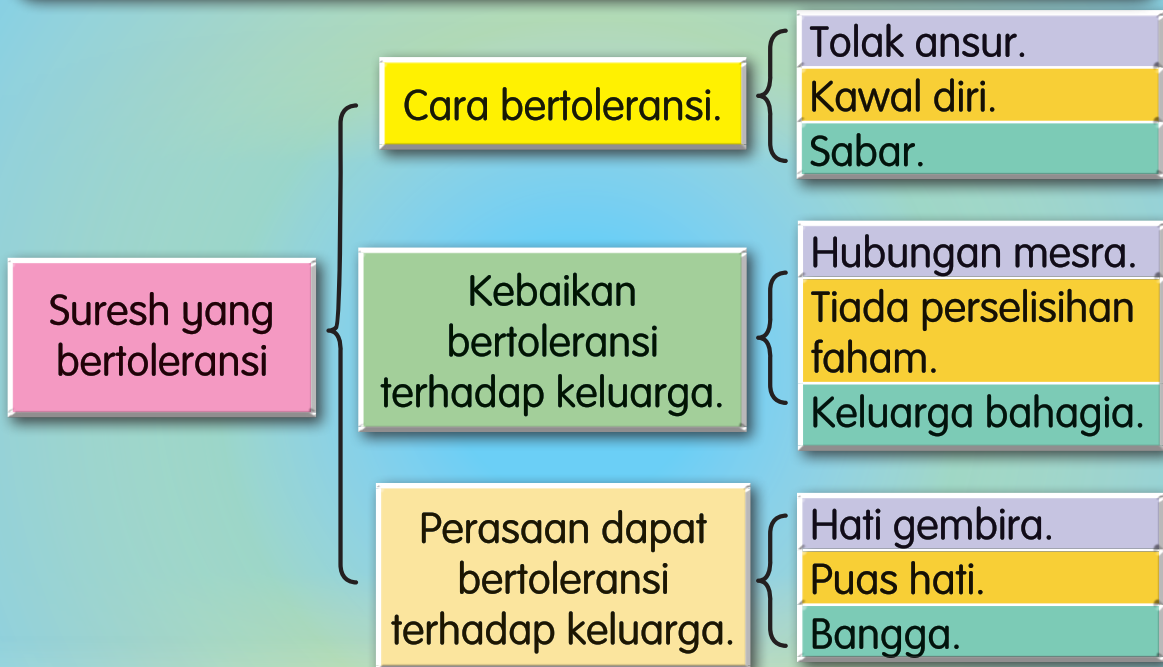 Suresh yang
bertoleransi
Cara bertoleransi.
Tolak ansur.
Kawal diri.
Sabar.
Kebaikan
bertoleransi
terhadap keluarga.
Hubungan mesra.
Tiada perselisihan
faham.
Keluarga bahagia.
Perasaan dapat
bertoleransi
terhadap keluarga.
Hati gembira.
Puas hati.
Bangga.